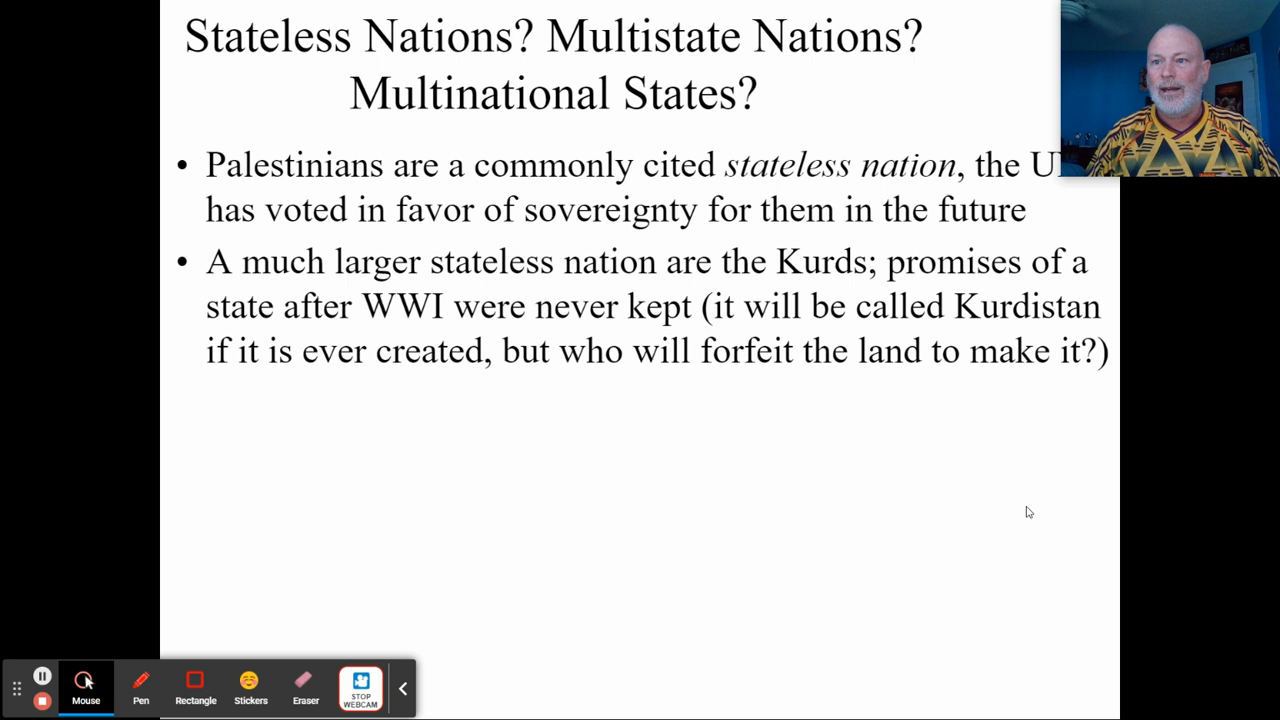 Stateless Nations? Multistate Nations?
Multinational States?
• Palestinians are a commonly cited stateless nation, the
has voted in favor of sovereignty for them in the future
• A much larger stateless nation are the Kurds; promises of a
state after WWI were never kept (it will be called Kurdistan
if it is ever created, but who will forfeit the land to make it?)
Mouse Pen Rectangle Stickers Eraser STOP
WEBCAM